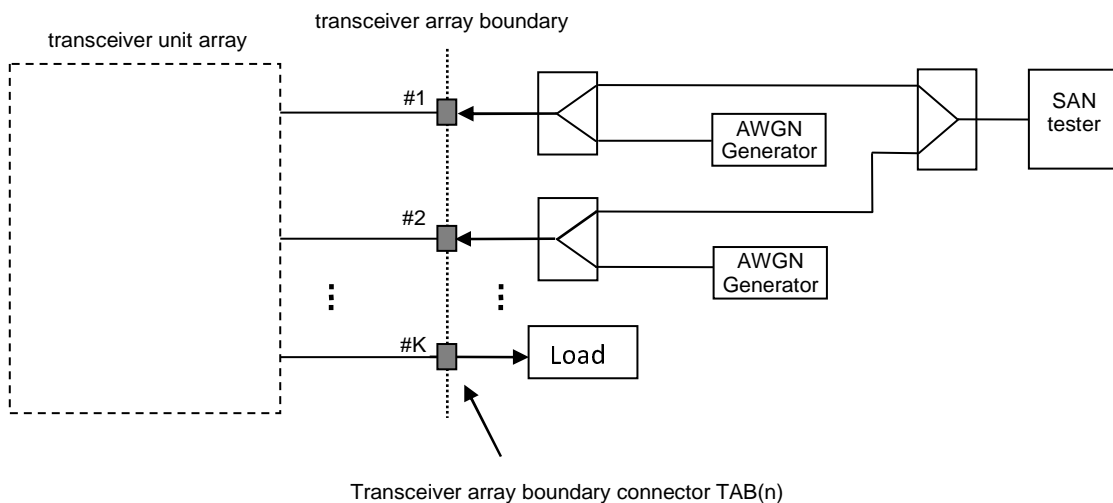 transceiver array boundary
transceiver unit array
#1
AWGN
Generator
SAN
tester
#2
AWGN
Generator
#K
Load
Transceiver array boundary connector TAB(n)